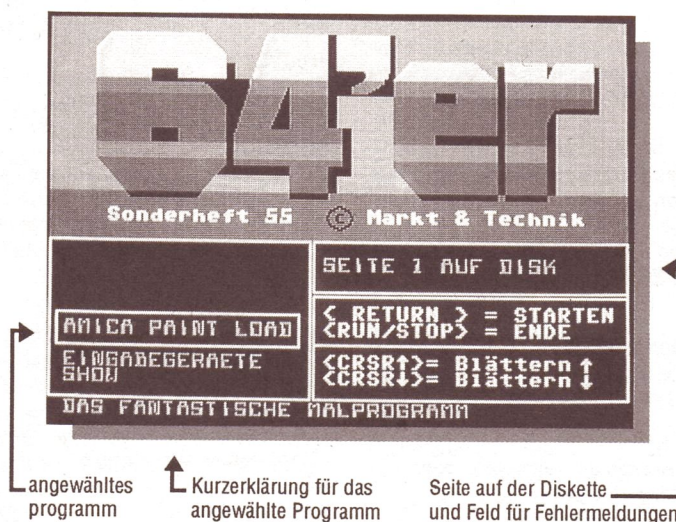 64'er
Sonderheft 55 © Markt & Technik
SEITE 1 AUF DISK
AMICA PAINT LOAD
EINGABEGERAETE
SHOW
< RETURN > = STARTEN
<RUN/STOP> = ENDE
<CRSR↑>= Blättern ↑
<CRSR↓>= Blättern ↓
DAS FANTASTISCHE MALPROGRAMM
angewähltes
programm
Kurzerklärung für das
angewählte Programm
Seite auf der Diskette
und Feld für Fehlermeldungen